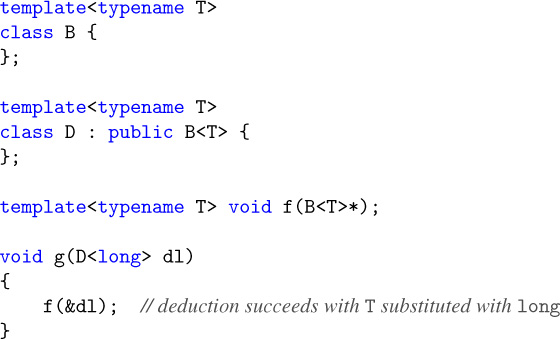 template<typename T>
class B {
};
template<typename T>
class D : public B<T> {
};
template<typename T> void f(B<T>*);
void g(D<long> dl)
{
    f(&dl);  // deduction succeeds with T substituted with long
}